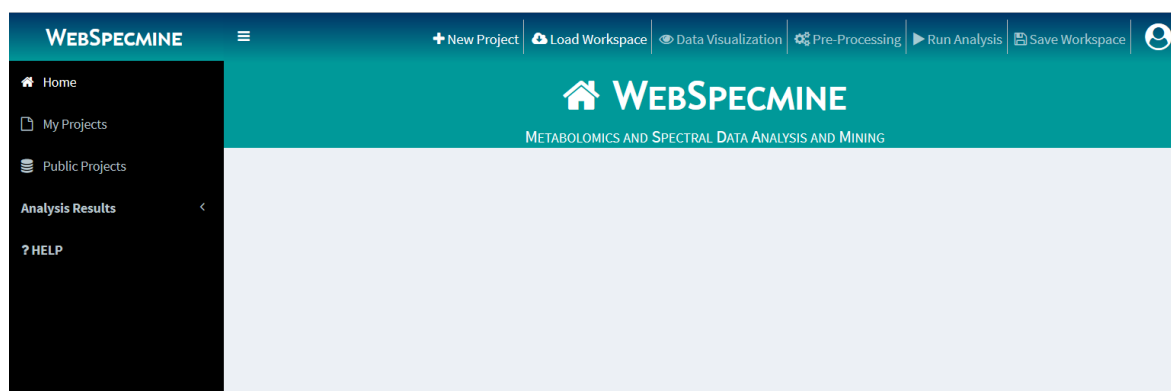 WEBSPECMINE
New Project Load Workspace Data Visualization Pre-Processing Run Analysis Save Workspace
Home
My Projects
Public Projects
Analysis Results
? HELP
WEBSPECMINE
METABOLOMICS AND SPECTRAL DATA ANALYSIS AND MINING